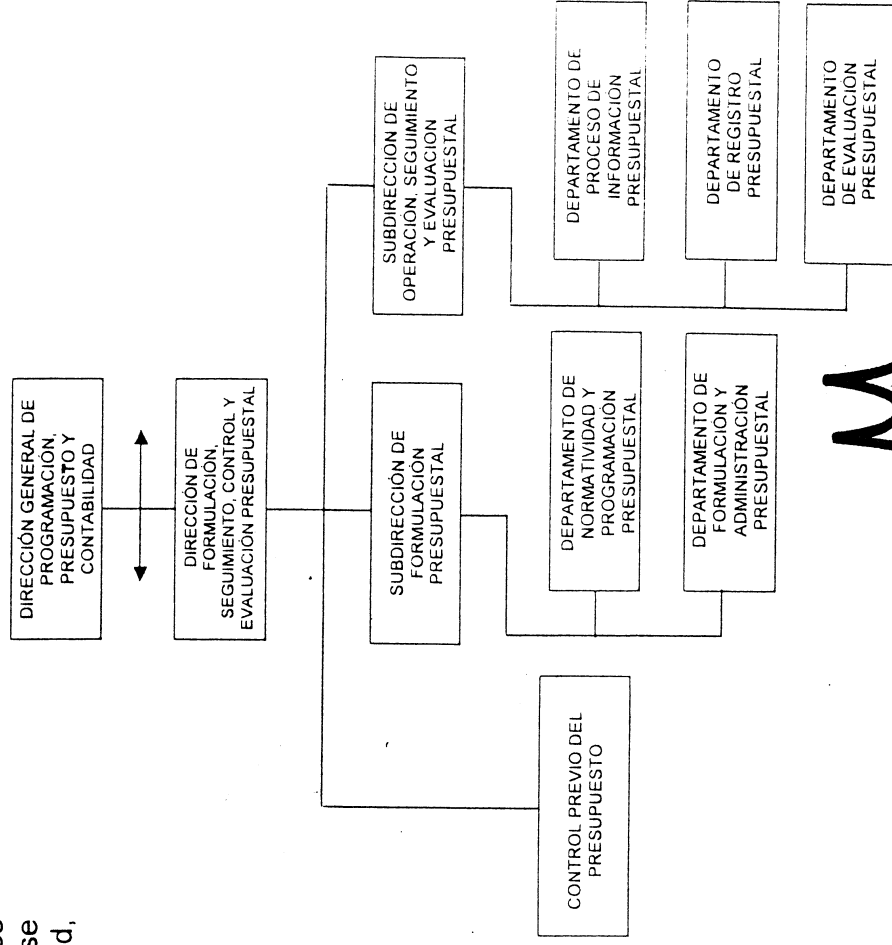 se
d,
DIRECCIÓN GENERAL DE
PROGRAMACIÓN,
PRESUPUESTO Y
CONTABILIDAD
DIRECCIÓN DE
FORMULACIÓN,
SEGUIMIENTO, CONTROL Y
EVALUACIÓN PRESUPUESTAL
CONTROL PREVIO DEL
PRESUPUESTO
SUBDIRECCIÓN DE
FORMULACIÓN
PRESUPUESTAL
DEPARTAMENTO DE
NORMATIVIDAD Y
PROGRAMACIÓN
PRESUPUESTAL
DEPARTAMENTO DE
FORMULACIÓN Y
ADMINISTRACIÓN
PRESUPUESTAL
SUBDIRECCION DE
OPERACIÓN, SEGUIMIENTO
Y EVALUACION
PRESUPUESTAL
DEPARTAMENTO DE
PROCESO DE
INFORMACIÓN
PRESUPUESTAL
DEPARTAMENTO
DE REGISTRO
PRESUPUESTAL
DEPARTAMENTO
DE EVALUACIÓN
PRESUPUESTAL